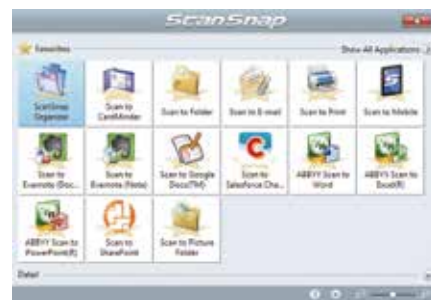 ScanSnap
Favorites
Show All Applications
ScanSnap Organizer
Scan to CardMinder
Scan to Folder
Scan to E-mail
Scan to Print
Scan to Mobile
Scan to Evernote (Doc...
Scan to Evernote (Note)
Scan to Google Docs(TM)
Scan to Salesforce Cha...
ABBYY Scan to Word
ABBYY Scan to Excel(R)
ABBYY Scan to PowerPoint(R)
Scan to SharePoint
Scan to Picture Folder
Detail